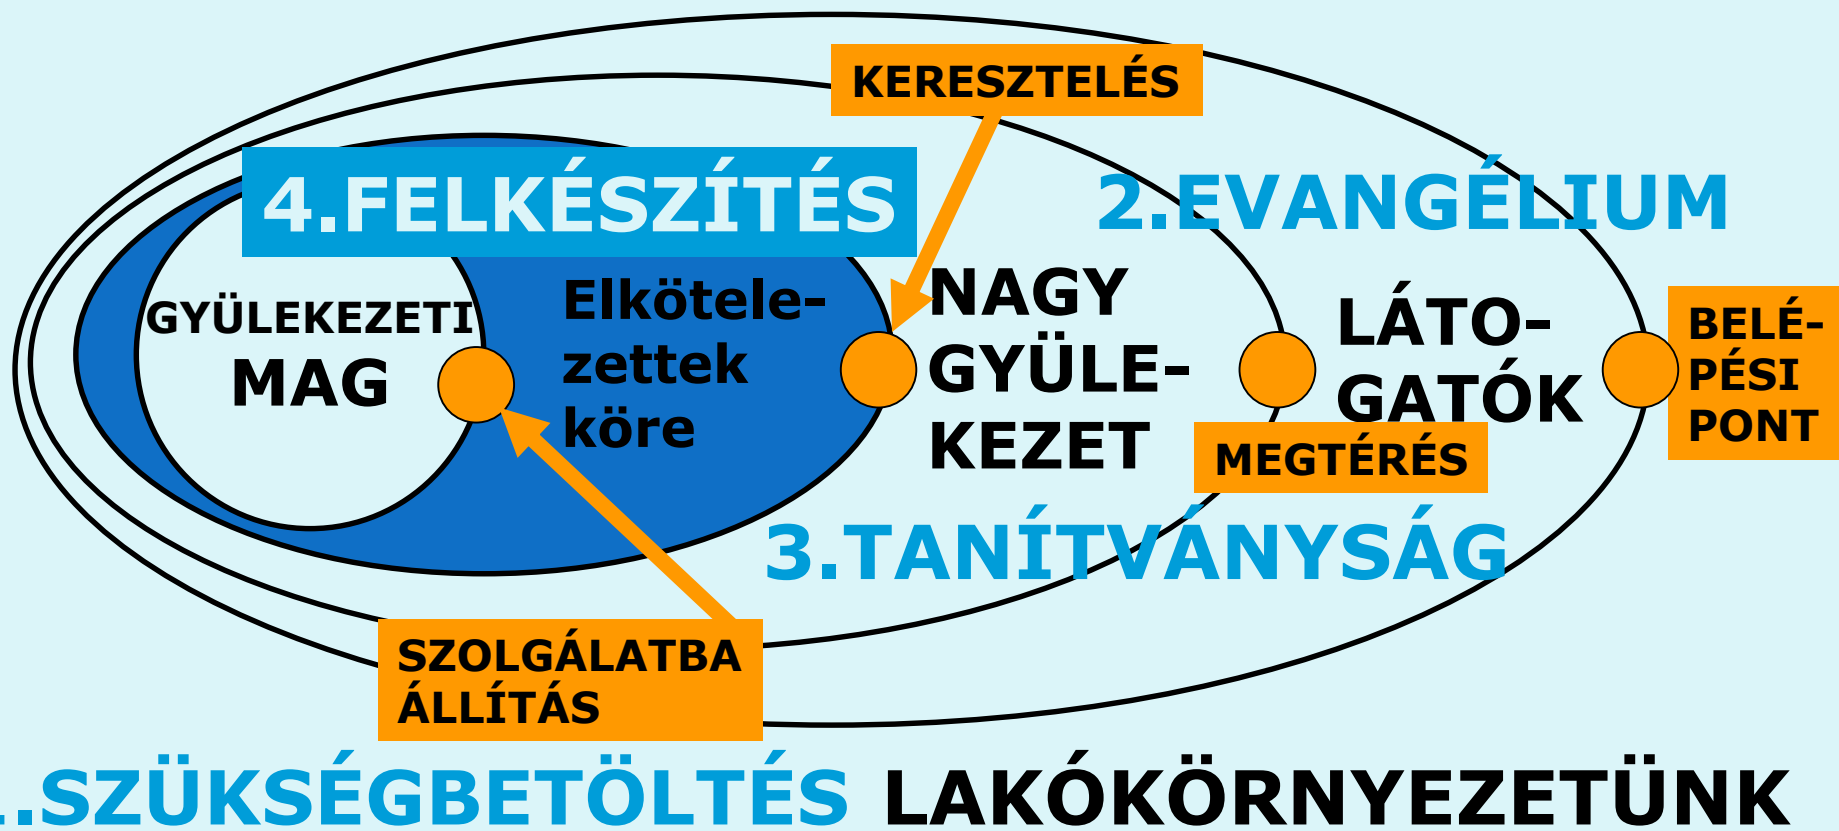 KERESZTELÉS
4.FELKÉSZÍTÉS
2.EVANGÉLIUM
GYÜLEKEZETI
MAG
Elkötele-
zettek
köre
NAGY
GYÜLE-
KEZET
LÁTO-
GATÓK
BELÉ-
PÉSI
PONT
MEGTÉRÉS
3.TANÍTVÁNYSÁG
SZOLGÁLATBA
ÁLLÍTÁS
1.SZÜKSÉGBETÖLTÉS LAKÓKÖRNYEZETÜNK